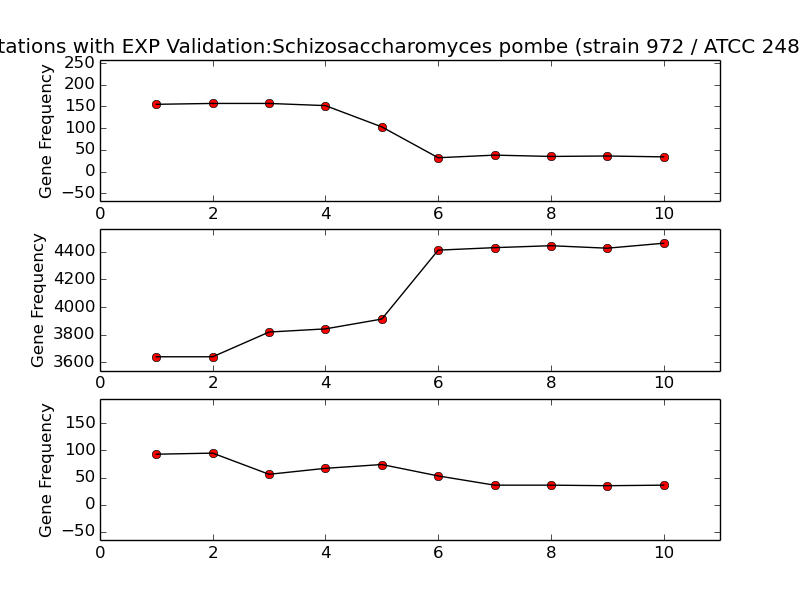 tations with EXP Validation:Schizosaccharomyces pombe (strain 972 / ATCC 248
250
200
150
100
50
0
−50
Gene Frequency
0 2 4 6 8 10
4400
4200
4000
3800
3600
Gene Frequency
0 2 4 6 8 10
150
100
50
0
−50
Gene Frequency
0 2 4 6 8 10